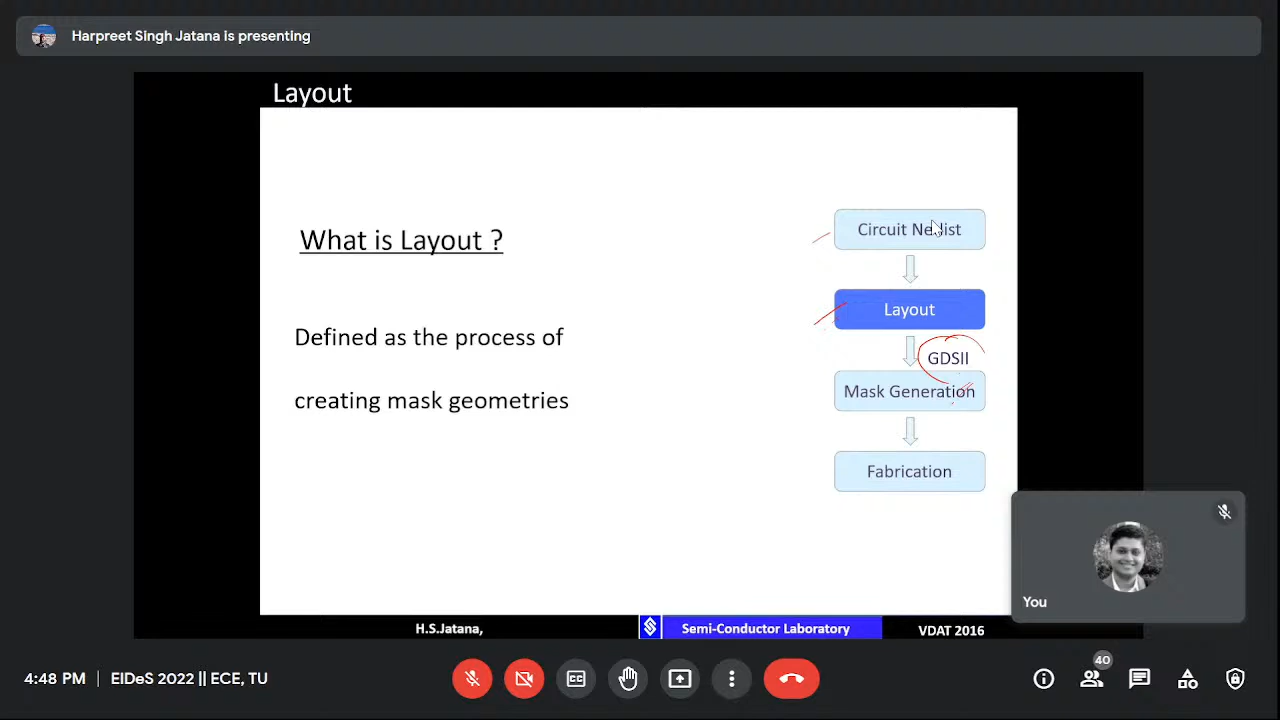 Harpreet Singh Jatana is presenting
Layout
What is Layout ?
Defined as the process of
creating mask geometries
Circuit Netlist
Layout
GDSII
Mask Generation
Fabrication
You
H.S.Jatana,
Semi-Conductor Laboratory
VDAT 2016
4:48 PM | EIDeS 2022 || ECE, TU
CC
40